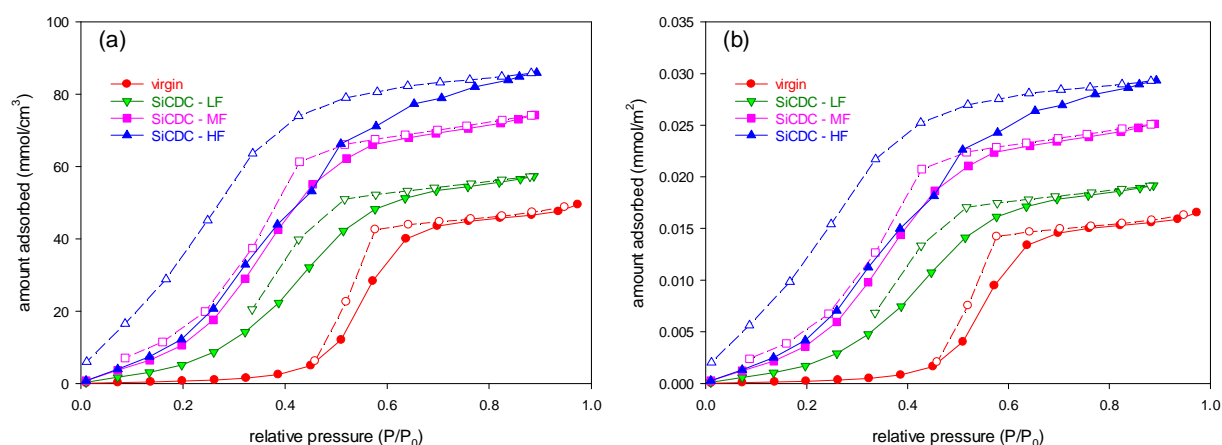 (a)
virgin
SiCDC - LF
SiCDC - MF
SiCDC - HF
amount adsorbed (mmol/cm³)
100
80
60
40
20
0
0.0 0.2 0.4 0.6 0.8 1.0
relative pressure (P/P₀)
(b)
virgin
SiCDC - LF
SiCDC - MF
SiCDC - HF
amount adsorbed (mmol/m²)
0.035
0.030
0.025
0.020
0.015
0.010
0.005
0.000
0.0 0.2 0.4 0.6 0.8 1.0
relative pressure (P/P₀)